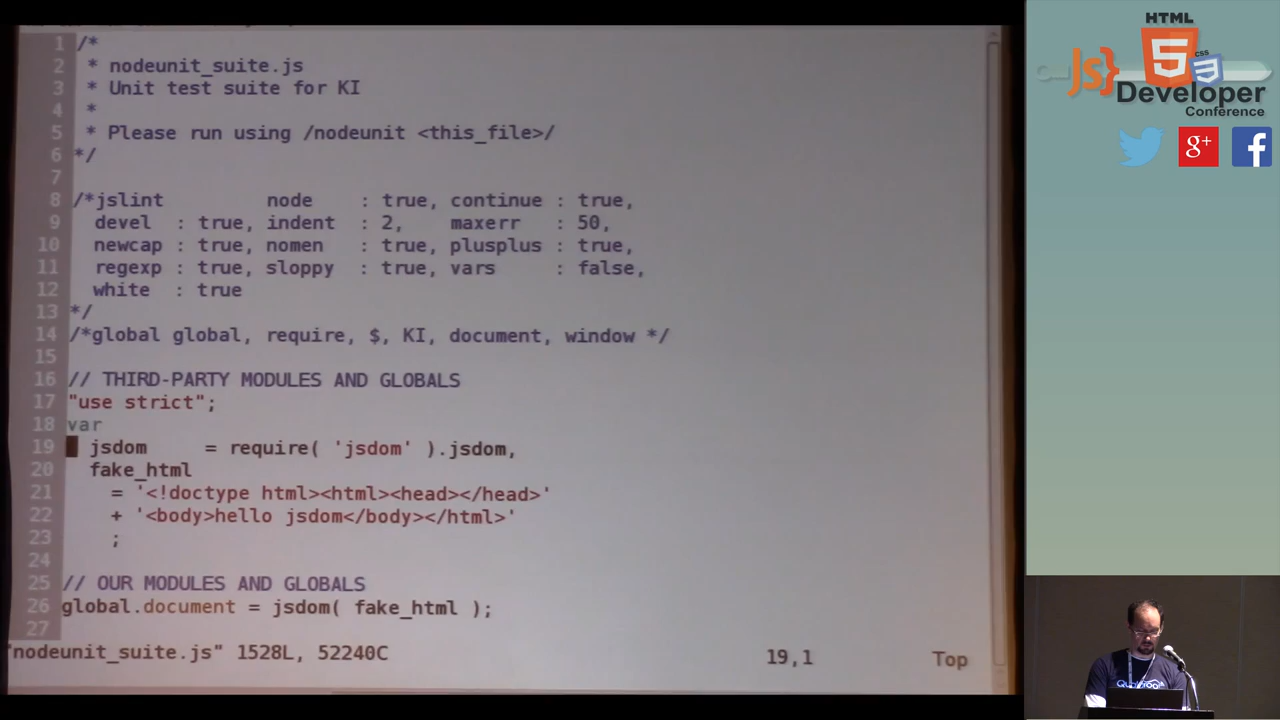 1 /*
2 * nodeunit_suite.js
3 * Unit test suite for KI
4 *
5 * Please run using /nodeunit <this_file>/
6 */
7
8 /*jslint node : true, continue : true,
9 devel : true, indent : 2, maxerr : 50,
10 newcap : true, nomen : true, plusplus : true,
11 regexp : true, sloppy : true, vars : false,
12 white : true
13 */
14 /*global global, require, $, KI, document, window */
15
16 // THIRD-PARTY MODULES AND GLOBALS
17 "use strict";
18 var
19 jsdom = require( 'jsdom' ).jsdom,
20 fake_html
21 = '<!doctype html><html><head></head>'
22 + '<body>hello jsdom</body></html>'
23 ;
24
25 // OUR MODULES AND GLOBALS
26 global.document = jsdom( fake_html );
27
"nodeunit_suite.js" 1528L, 52240C 19,1 Top
HTML
JS} 5 CSS 3
Developer
Conference
g+ f